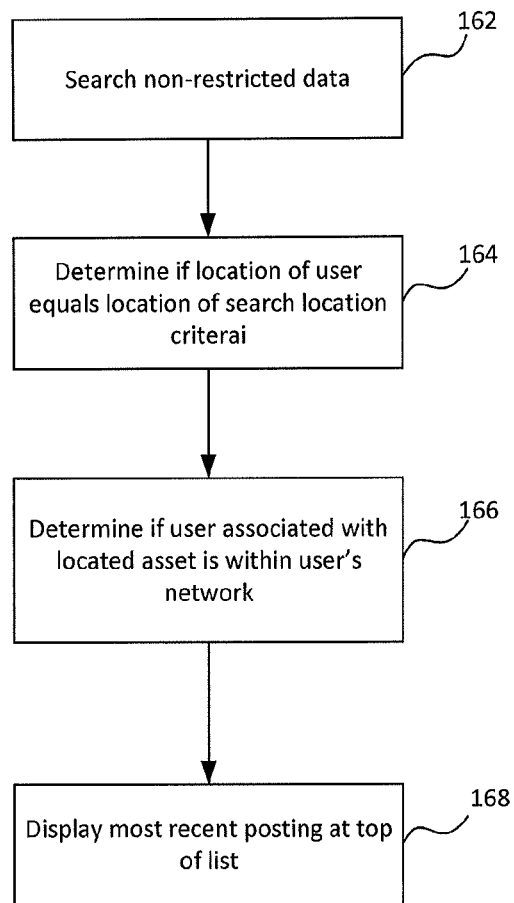 162
Search non-restricted data
164
Determine if location of user
equals location of search location
criterai
166
Determine if user associated with
located asset is within user's
network
168
Display most recent posting at top
of list